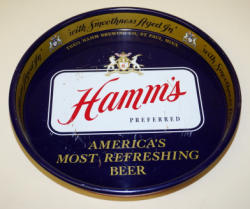 "with Smoothness Aged In"
THEO. HAMM BREWING CO., ST. PAUL, MINN.
Hamm's
PREFERRED
AMERICA'S
MOST REFRESHING
BEER